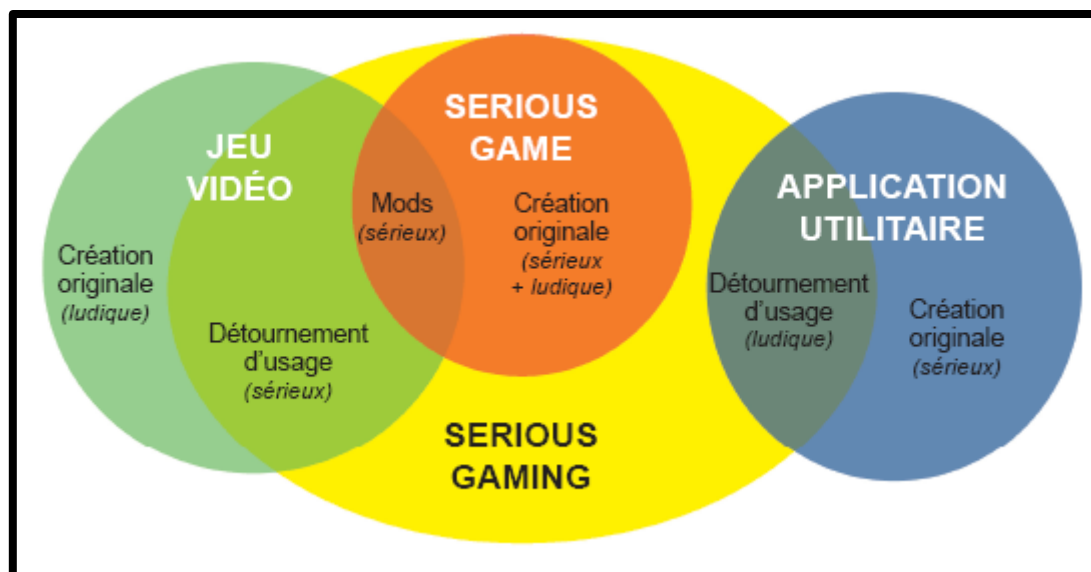 JEU
VIDÉO
Création
originale
(ludique)
Détournement
d’usage
(sérieux)
Mods
(sérieux)
SERIOUS
GAME
Création
originale
(sérieux
+ ludique)
SERIOUS
GAMING
APPLICATION
UTILITAIRE
Détournement
d’usage
(ludique)
Création
originale
(sérieux)